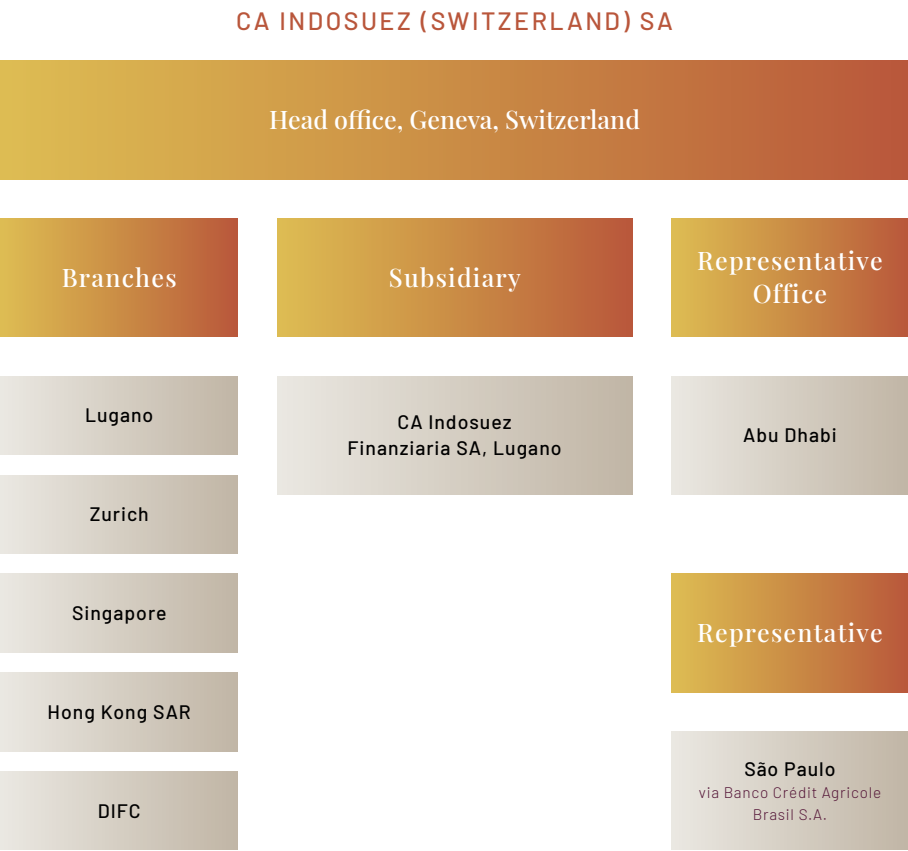 CA INDOSUEZ (SWITZERLAND) SA
Head office, Geneva, Switzerland
Branches
Lugano
Zurich
Singapore
Hong Kong SAR
DIFC
Subsidiary
CA Indosuez
Finanziaria SA, Lugano
Representative
Office
Abu Dhabi
Representative
São Paulo
via Banco Crédit Agricole
Brasil S.A.